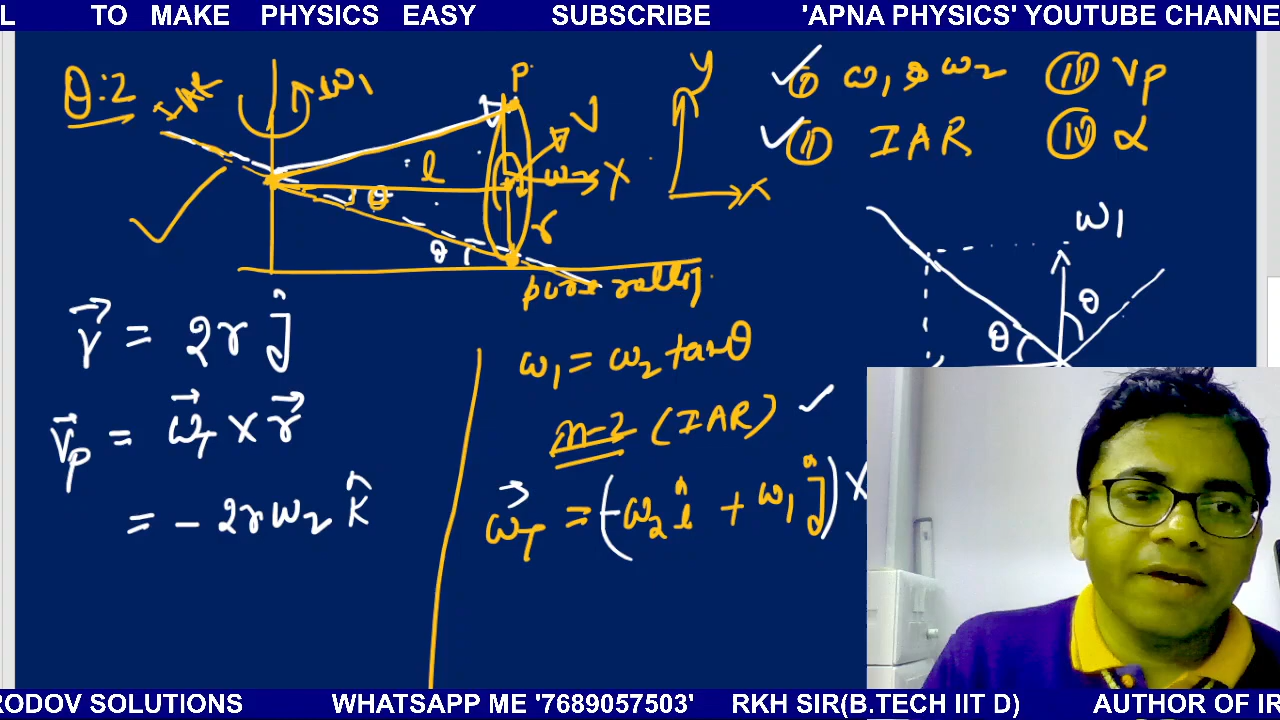 L TO MAKE PHYSICS EASY SUBSCRIBE 'APNA PHYSICS' YOUTUBE CHANNE
Q:2
IAR
ω₁
P
V
l
ω₂
X
θ
θ
r
pure rolling
Y
X
✓ (I) ω₁ & ω₂ (III) VP
✓ (II) IAR (IV) α
ω₁
θ
θ
r⃗ = 2r ĵ
v⃗p = ω⃗T × r⃗
= - 2rω₂ k̂
ω₁ = ω₂ tanθ
m=2 (IAR) ✓
ω⃗T = (-ω₂ î + ω₁ ĵ) ×
RODOV SOLUTIONS WHATSAPP ME '7689057503' RKH SIR(B.TECH IIT D) AUTHOR OF IR